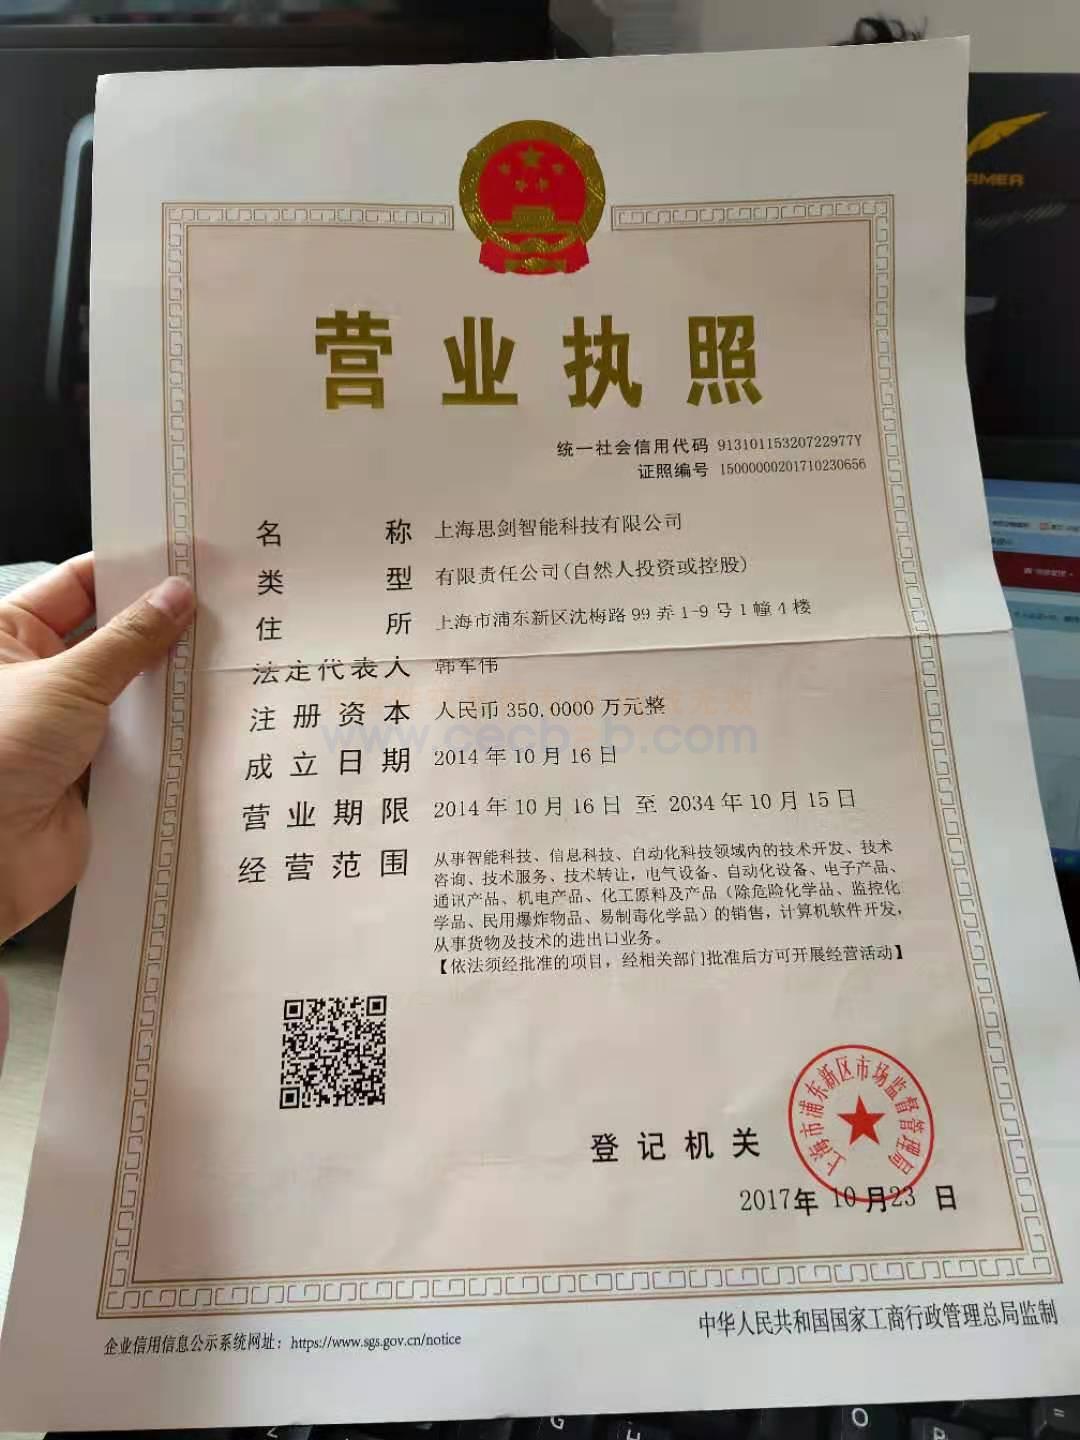 营业执照
统一社会信用代码 91310115320722977Y
证照编号 15000000201710230656
名称 上海思剑智能科技有限公司
类型 有限责任公司(自然人投资或控股)
住所 上海市浦东新区沈梅路99弄1-9号1幢4楼
法定代表人 韩军伟
注册资本 人民币350.0000万元整
www.cecb2b.com
成立日期 2014年10月16日
营业期限 2014年10月16日 至 2034年10月15日
经营范围 从事智能科技、信息科技、自动化科技领域内的技术开发、技术
咨询、技术服务、技术转让，电气设备、自动化设备、电子产品、
通讯产品、机电产品、化工原料及产品（除危险化学品、监控化
学品、民用爆炸物品、易制毒化学品）的销售，计算机软件开发，
从事货物及技术的进出口业务。
【依法须经批准的项目，经相关部门批准后方可开展经营活动】
登记机关
上海市浦东新区市场监督管理局
2017年10月23日
企业信用信息公示系统网址：https://www.sgs.gov.cn/notice
中华人民共和国国家工商行政管理总局监制